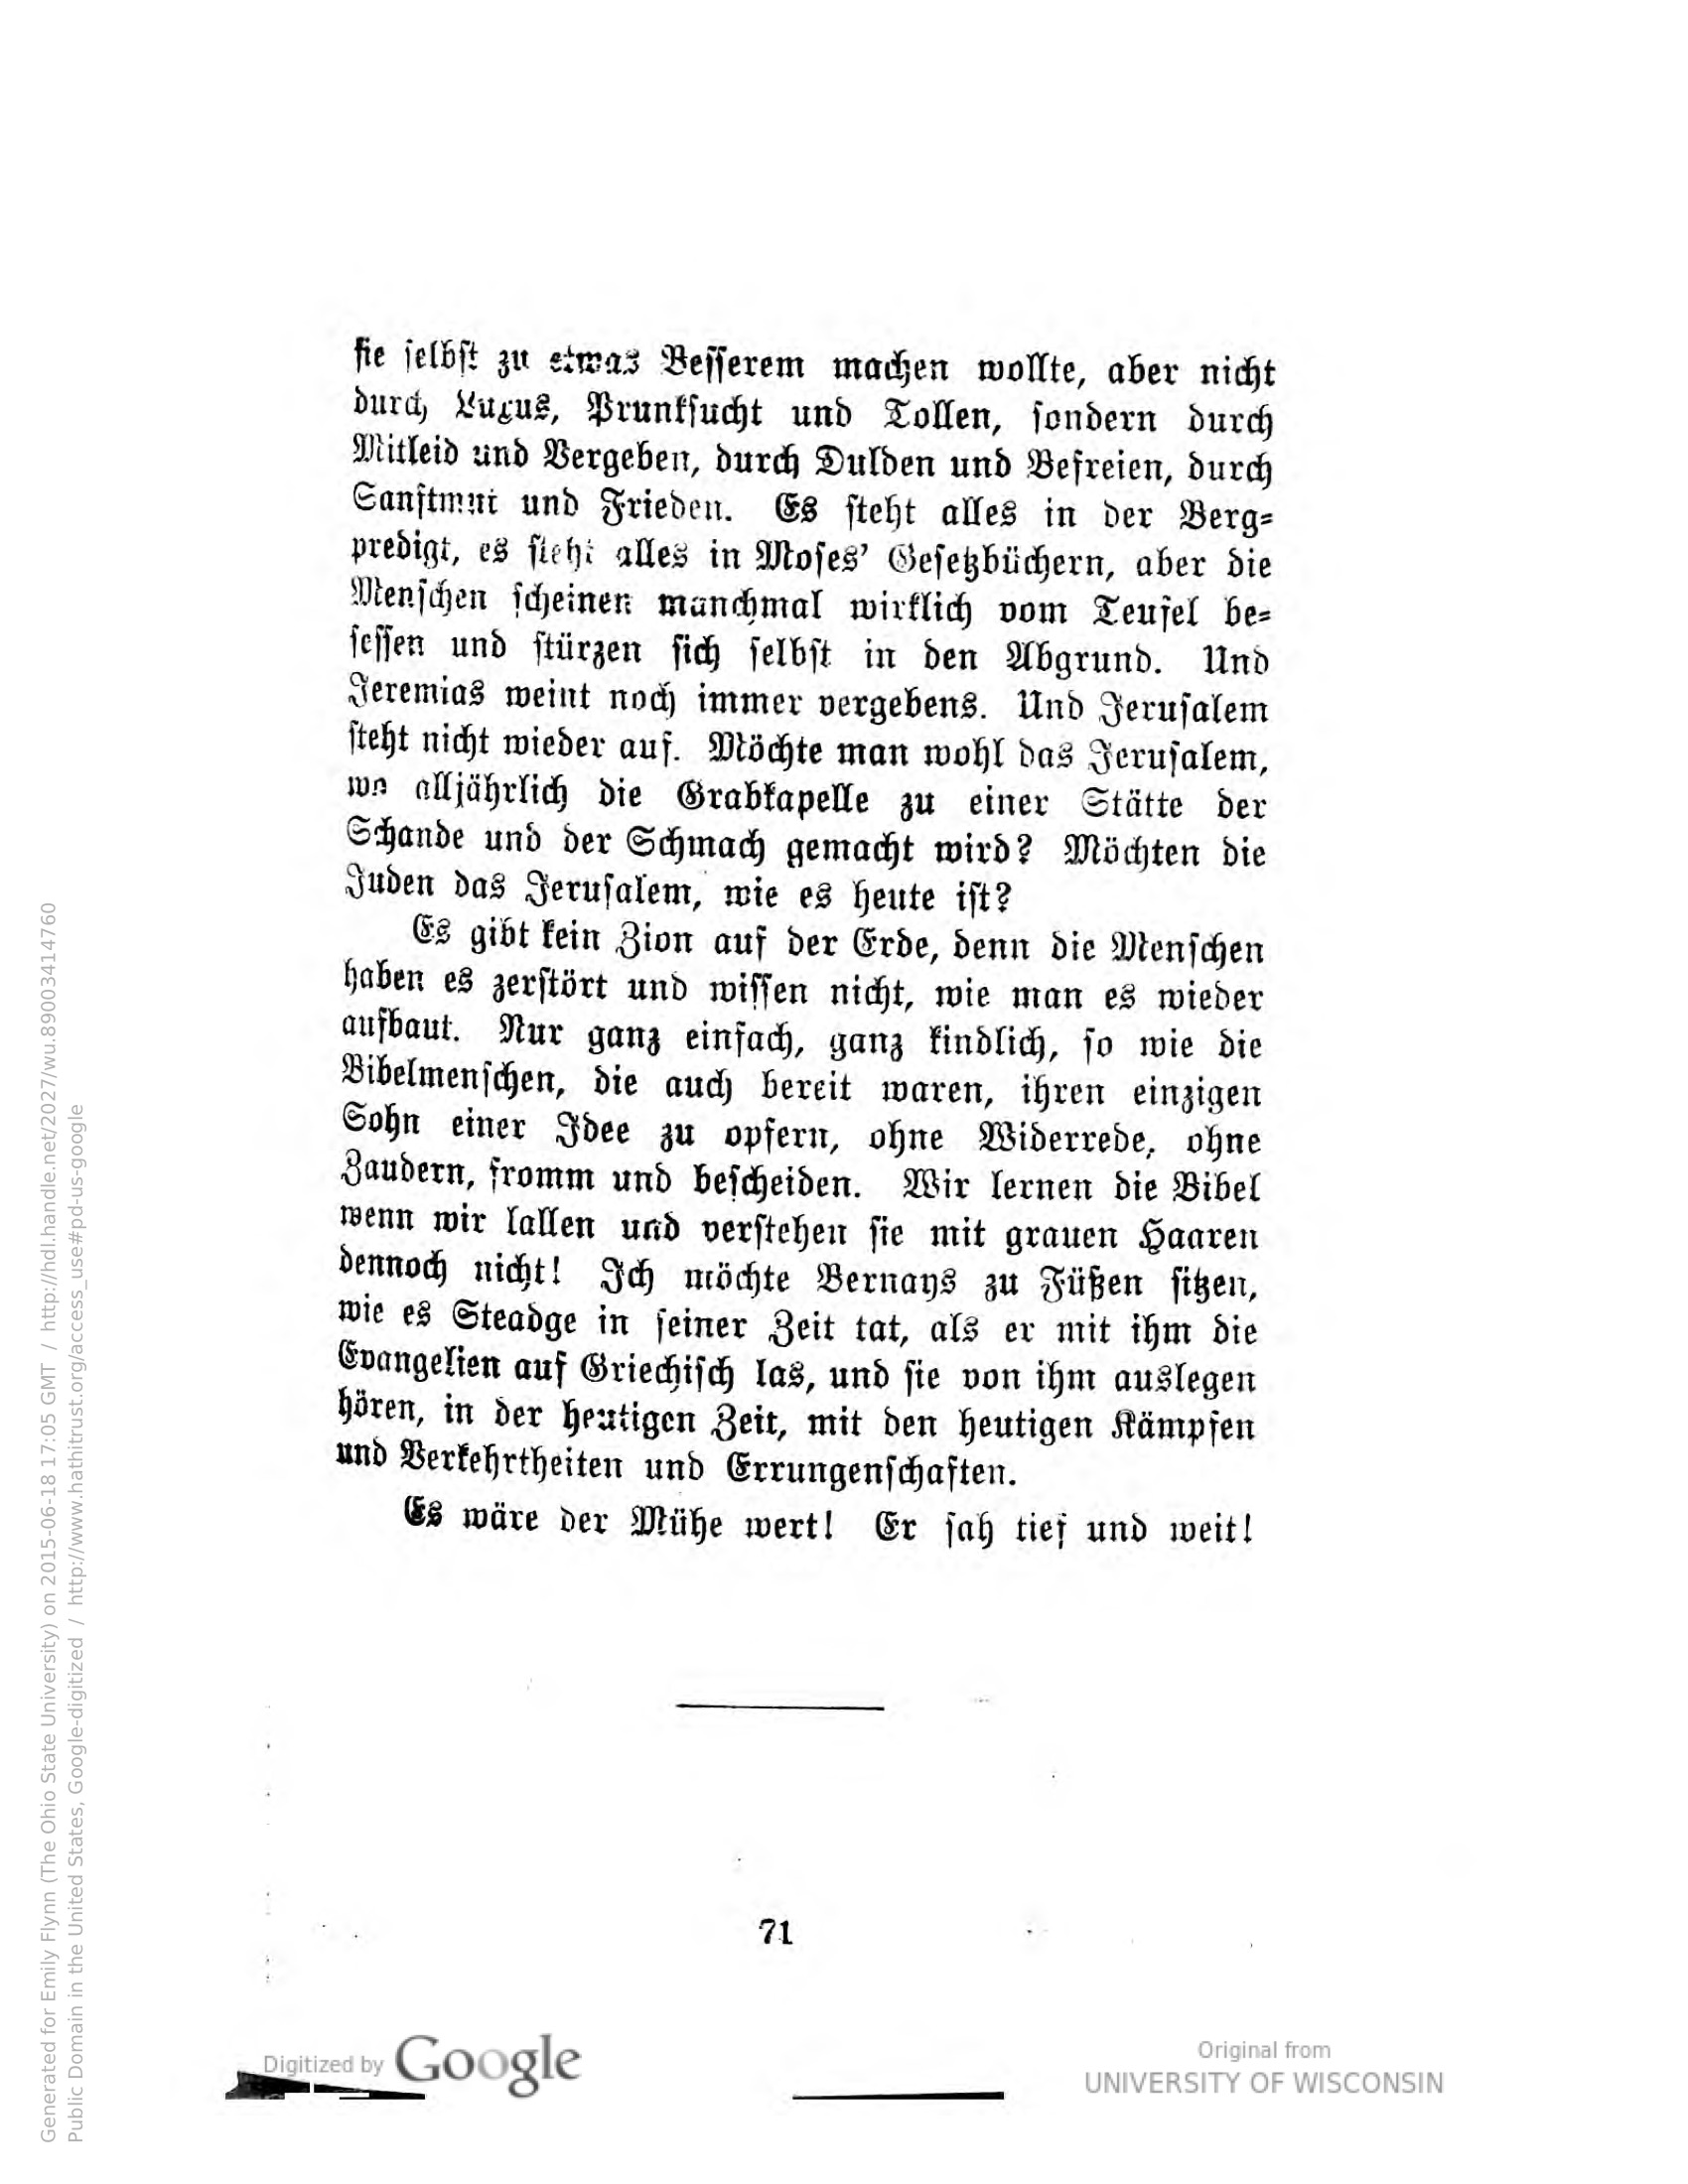 sie selbst zu etwas Besserem machen wollte, aber nicht
durch Luxus, Prunksucht und Tollen, sondern durch
Mitleid und Vergeben, durch Dulden und Befreien, durch
Sanftmut und Frieden. Es steht alles in der Berg-
predigt, es steht alles in Moses' Gesetzbüchern, aber die
Menschen scheinen manchmal wirklich vom Teufel be-
sessen und stürzen sich selbst in den Abgrund. Und
Jeremias weint noch immer vergebens. Und Jerusalem
steht nicht wieder auf. Möchte man wohl das Jerusalem,
wo alljährlich die Grabkapelle zu einer Stätte der
Schande und der Schmach gemacht wird? Möchten die
Juden das Jerusalem, wie es heute ist?
Es gibt kein Zion auf der Erde, denn die Menschen
haben es zerstört und wissen nicht, wie man es wieder
aufbaut. Nur ganz einfach, ganz kindlich, so wie die
Bibelmenschen, die auch bereit waren, ihren einzigen
Sohn einer Idee zu opfern, ohne Widerrede, ohne
Zaudern, fromm und bescheiden. Wir lernen die Bibel
wenn wir lallen und verstehen sie mit grauen Haaren
dennoch nicht! Ich möchte Bernays zu Füßen sitzen,
wie es Steadge in seiner Zeit tat, als er mit ihm die
Evangelien auf Griechisch las, und sie von ihm auslegen
hören, in der heutigen Zeit, mit den heutigen Kämpfen
und Verkehrtheiten und Errungenschaften.
Es wäre der Mühe wert! Er sah tief und weit!
71
Digitized by Google
Original from
UNIVERSITY OF WISCONSIN
Generated for Emily Flynn (The Ohio State University) on 2015-06-18 17:05 GMT / http://hdl.handle.net/2027/wu.89003414760
Public Domain in the United States, Google-digitized / http://www.hathitrust.org/access_use#pd-us-google